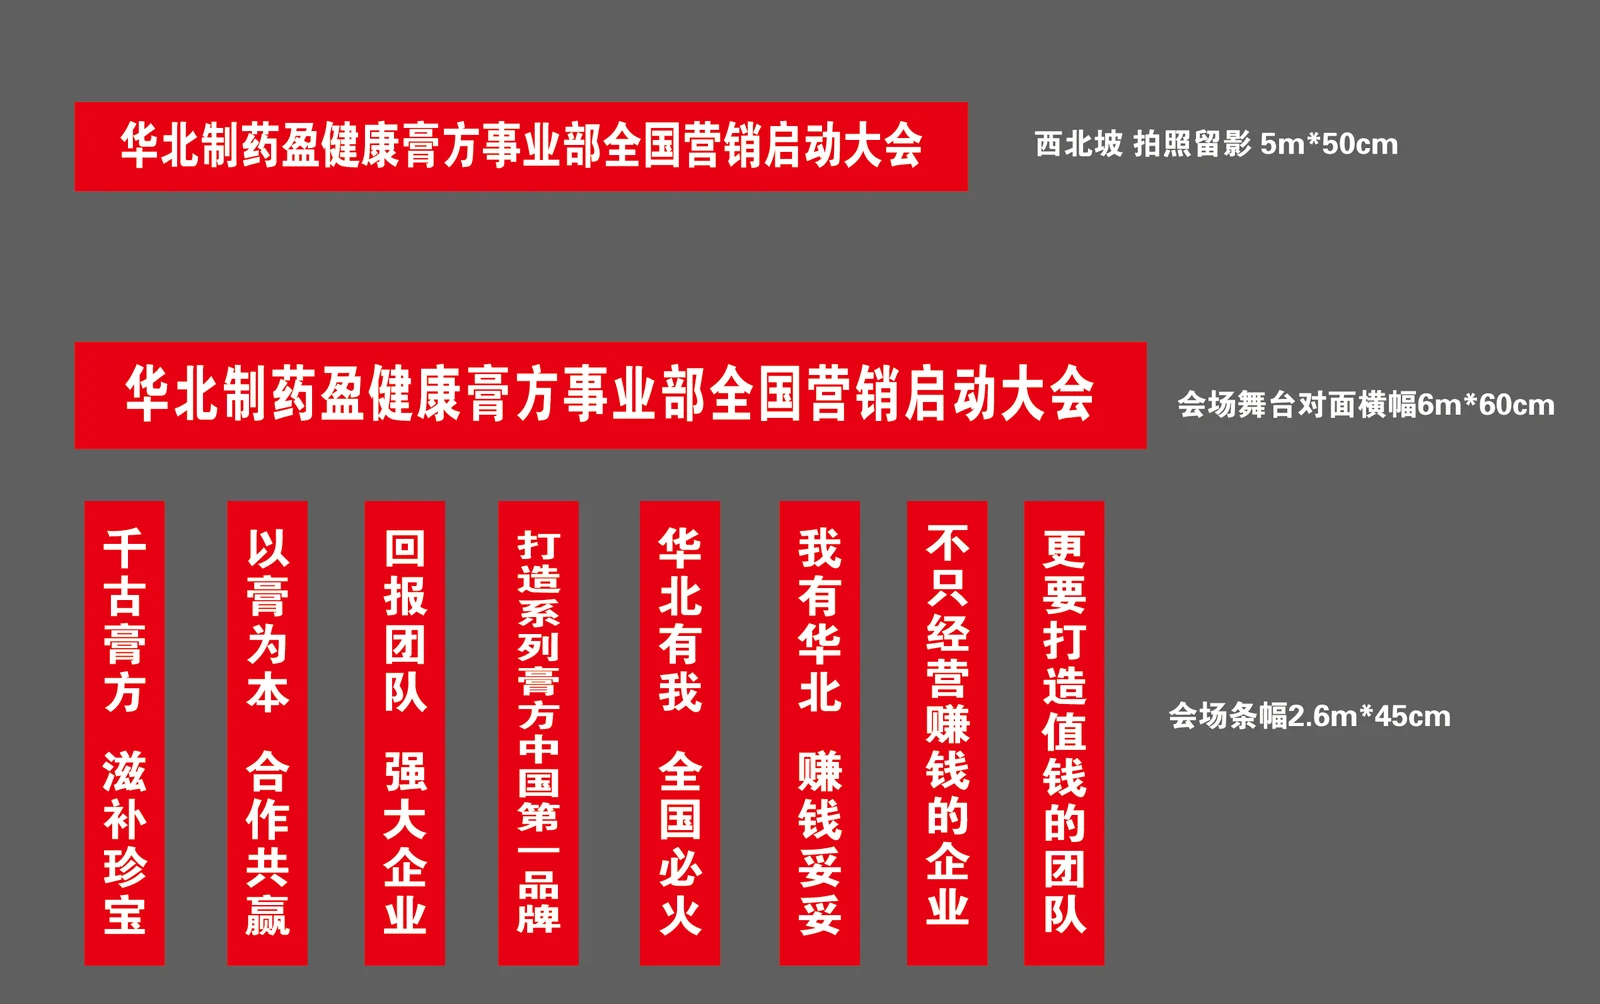 华北制药盈健康膏方事业部全国营销启动大会
西北坡 拍照留影 5m*50cm
华北制药盈健康膏方事业部全国营销启动大会
会场舞台对面横幅6m*60cm
千古膏方 滋补珍宝
以膏为本 合作共赢
回报团队 强大企业
打造系列膏方中国第一品牌
华北有我 全国必火
我有华北 赚钱妥妥
不只经营赚钱的企业
更要打造值钱的团队
会场条幅2.6m*45cm